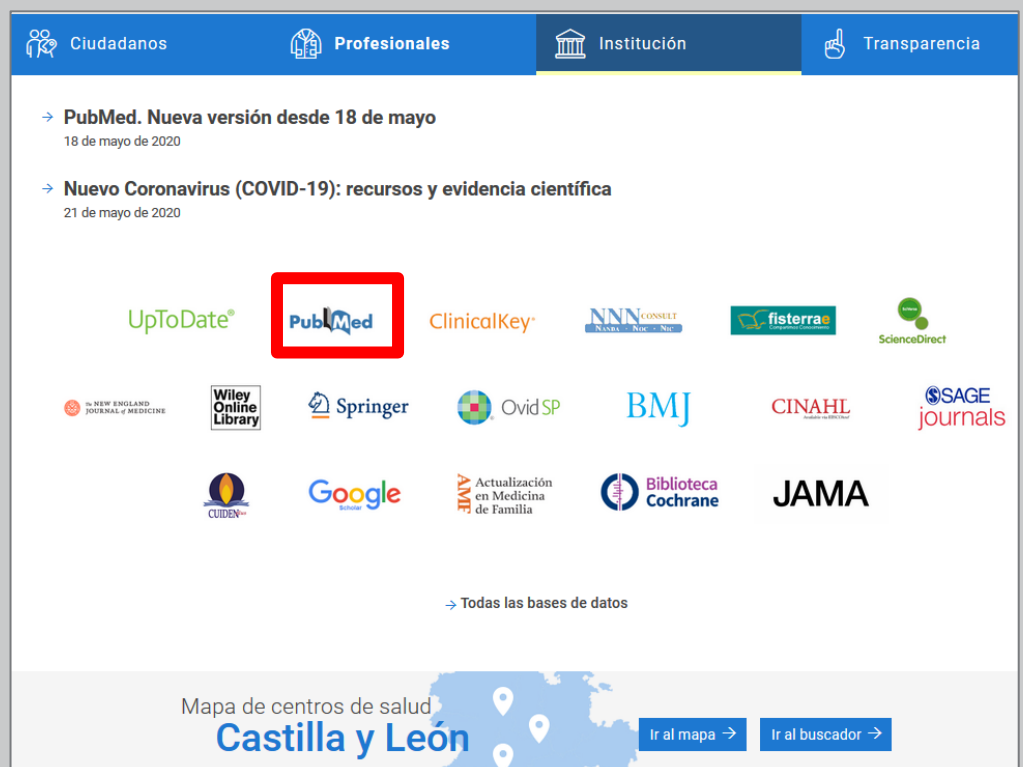 Ciudadanos
Profesionales
Institución
Transparencia
PubMed. Nueva versión desde 18 de mayo
18 de mayo de 2020
Nuevo Coronavirus (COVID-19): recursos y evidencia científica
21 de mayo de 2020
UpToDate®
PubMed
ClinicalKey®
NNN CONSULT
NANDA · NOC · NIC
fisterrae
Compartimos Conocimiento
ScienceDirect
The NEW ENGLAND
JOURNAL of MEDICINE
Wiley
Online
Library
Springer
OvidSP
BMJ
CINAHL
SAGE
journals
CUIDEN
Google
Scholar
AMF
Actualización
en Medicina
de Familia
Biblioteca
Cochrane
JAMA
Todas las bases de datos
Mapa de centros de salud
Castilla y León
Ir al mapa
Ir al buscador